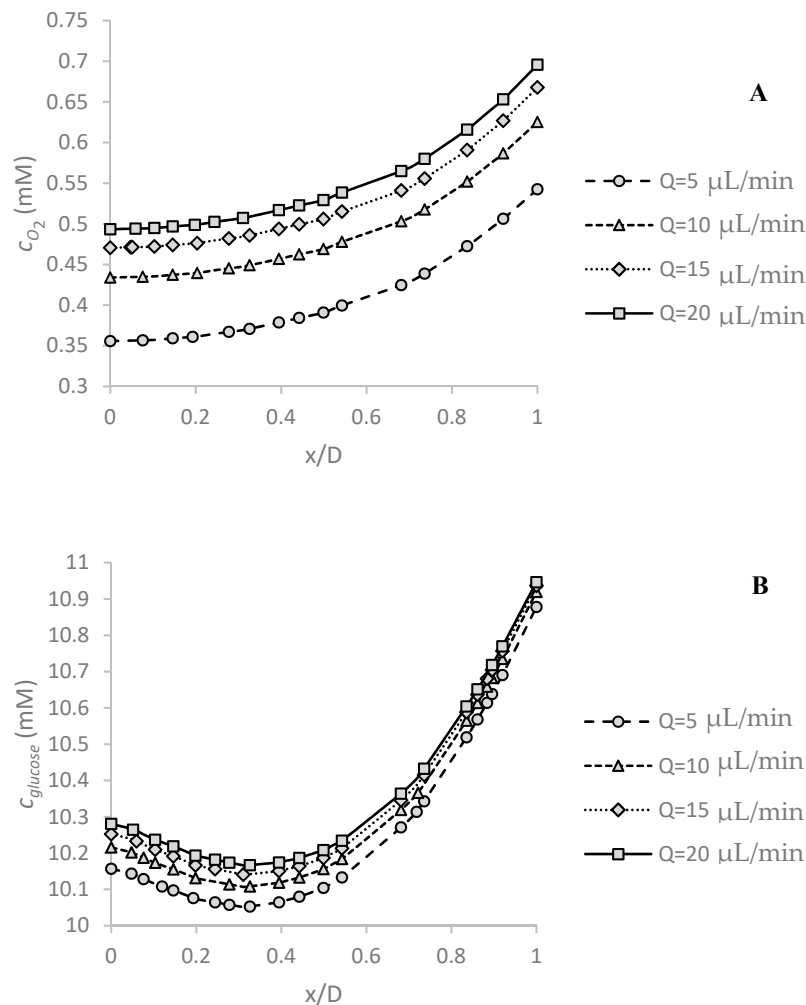 0.75
0.7
A
0.65
0.6
0.55
0.5
0.45
0.4
0.35
0.3
cO2 (mM)
Q=5 μL/min
Q=10 μL/min
Q=15 μL/min
Q=20 μL/min
0 0.2 0.4 0.6 0.8 1
x/D
11
B
10.9
10.8
10.7
10.6
10.5
10.4
10.3
10.2
10.1
10
cglucose (mM)
Q=5 μL/min
Q=10 μL/min
Q=15 μL/min
Q=20 μL/min
0 0.2 0.4 0.6 0.8 1
x/D